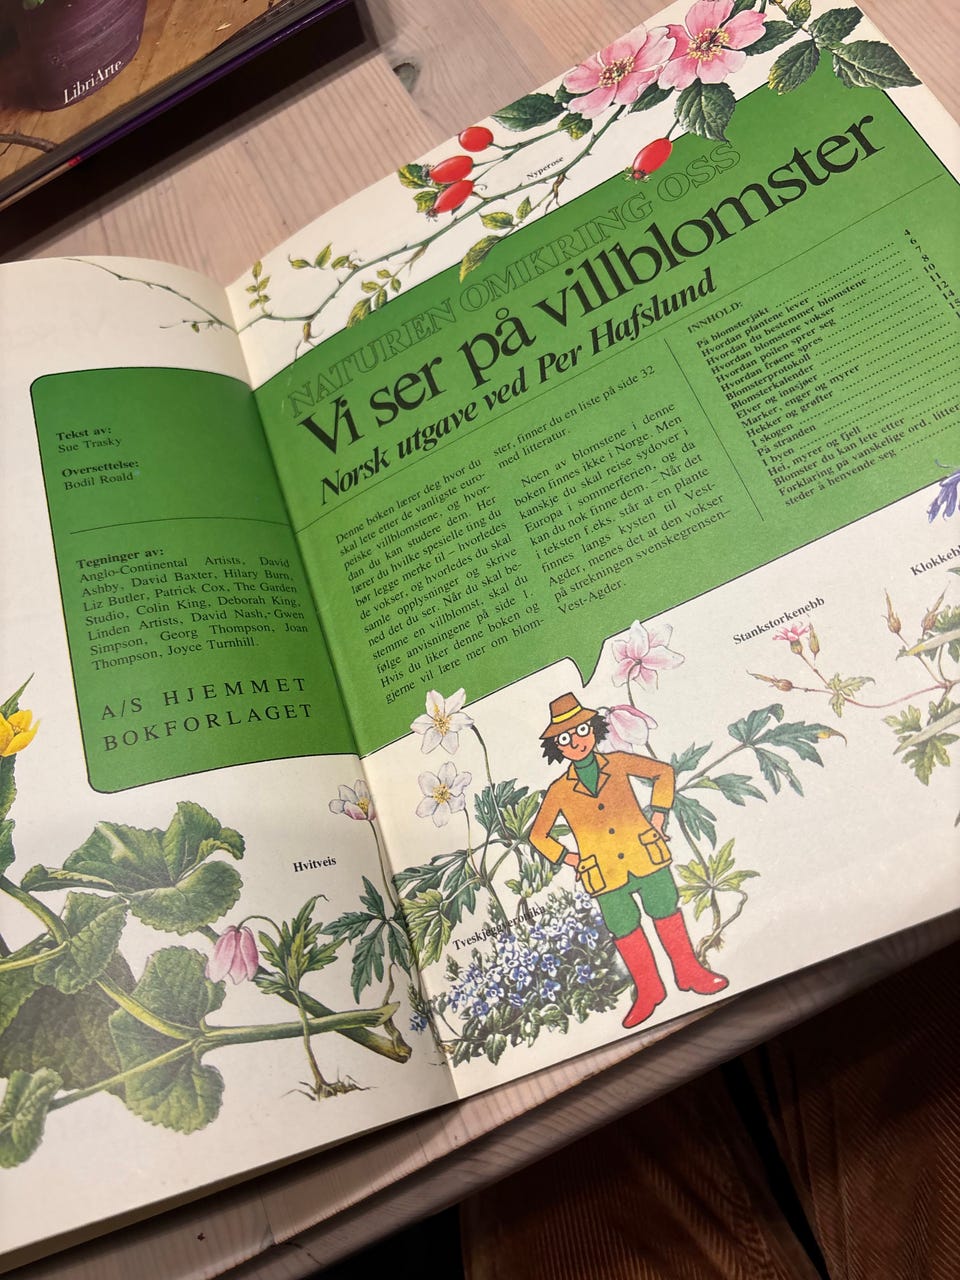 LibriArte
Tekst av:
Sue Trasky
Oversettelse:
Bodil Roald
Tegninger av:
Anglo-Continental Artists, David
Ashby, David Baxter, Hilary Burn,
Liz Butler, Patrick Cox, The Garden
Studio, Colin King, Deborah King,
Linden Artists, David Nash, Gwen
Simpson, Georg Thompson, Joan
Thompson, Joyce Turnhill.
A/S HJEMMET
BOKFORLAGET
Hvitveis
Nyperose
NATUREN OMKRING OSS
Vi ser på villblomster
Norsk utgave ved Per Hafslund
Denne boken lærer deg hvor du
skal lete etter de vanligste euro-
peiske villblomstene, og hvor-
dan du kan studere dem. Her
lærer du hvilke spesielle ting du
bør legge merke til – hvorledes
de vokser, og hvorledes du skal
samle opplysninger og skrive
ned det du ser. Når du skal be-
stemme en villblomst, skal du
følge anvisningene på side 1.
Hvis du liker denne boken og
gjerne vil lære mer om blom-
ster, finner du en liste på side 32
med litteratur.
Noen av blomstene i denne
boken finnes ikke i Norge. Men
kanskje du skal reise sydover i
Europa i sommerferien, og da
kan du nok finne dem. – Når det
i teksten f.eks. står at en plante
finnes langs kysten til Vest-
Agder, menes det at den vokser
på strekningen svenskegrensen–
Vest-Agder.
INNHOLD:
På blomsterjakt 4
Hvordan plantene lever 6
Hvordan du bestemmer blomstene 7
Hvordan blomstene vokser 8
Hvordan pollen sprer seg 10
Hvordan frøene spres 11
Blomsterprotokoll 12
Blomsterkalender 14
Elver og innsjøer
Marker, enger og myrer
Hekker og grøfter
I skogen
På stranden
I byen
Hei, myrer og fjell
Blomster du kan lete etter
Forklaring på vanskelige ord, litter
steder å henvende seg
Stankstorkenebb
Klokkebl
Tveskjeggveronika